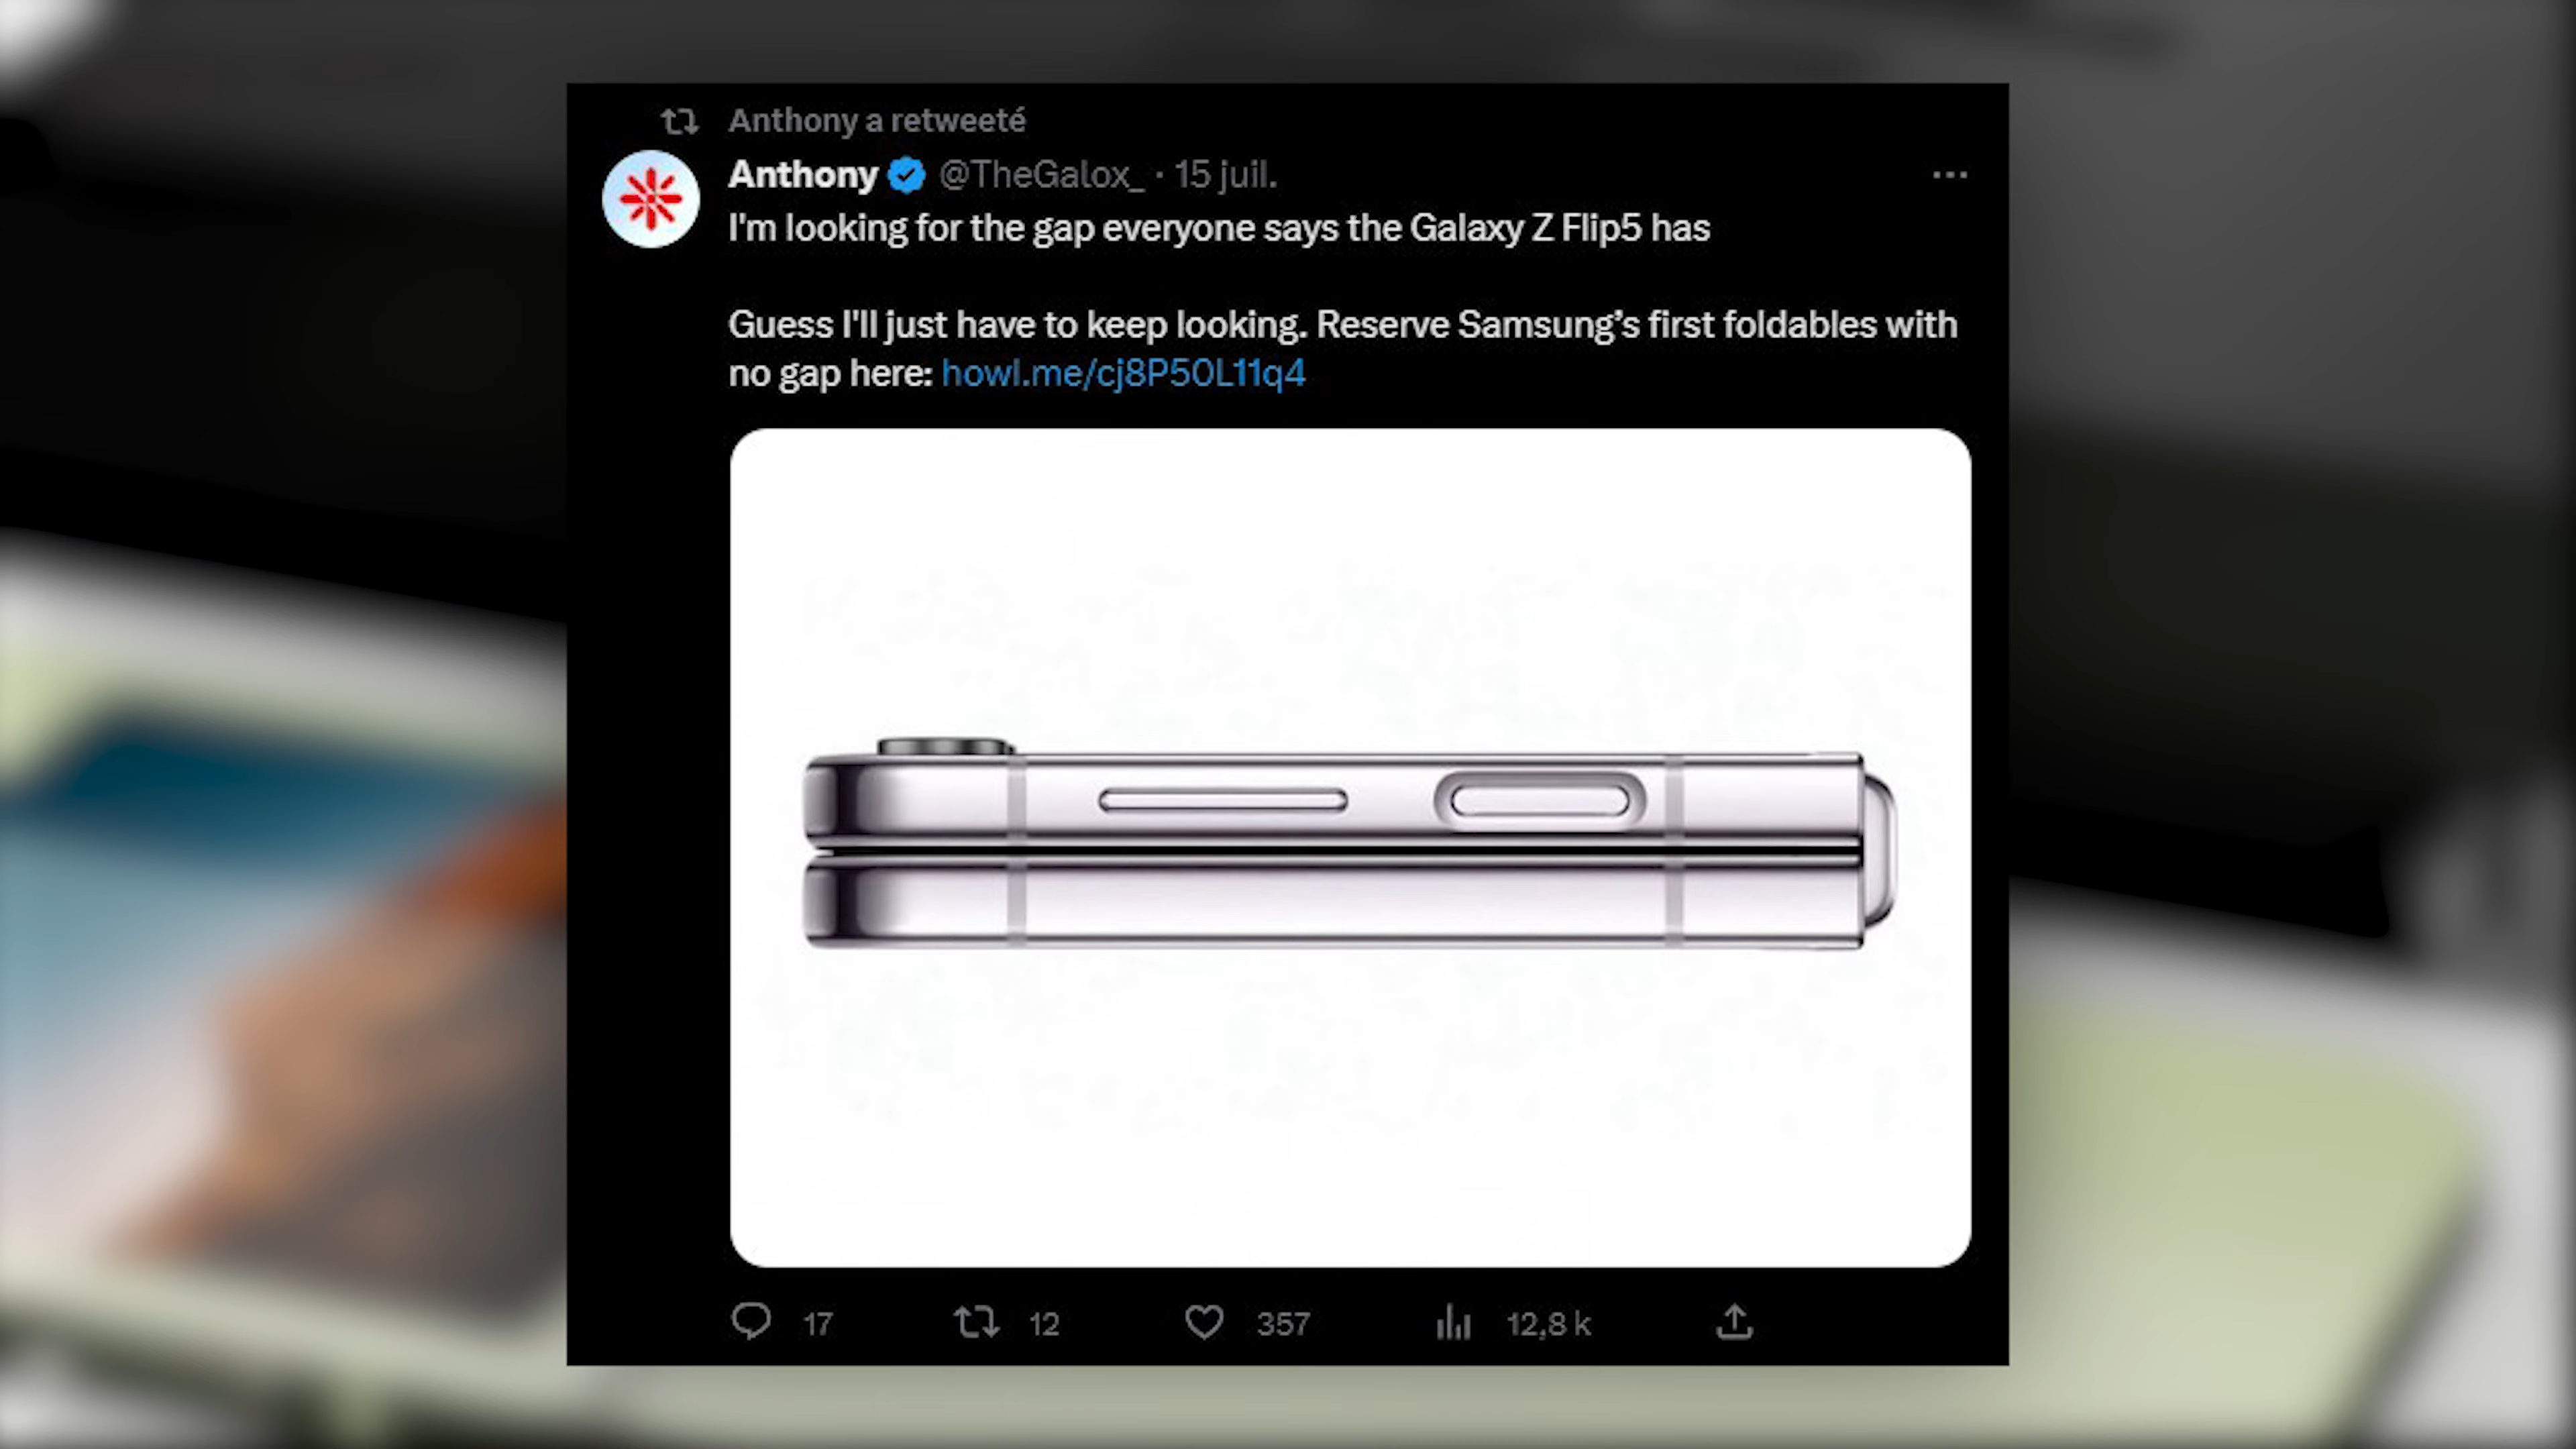 Anthony a retweeté
Anthony @TheGalox_ · 15 juil.
I'm looking for the gap everyone says the Galaxy Z Flip5 has
Guess I'll just have to keep looking. Reserve Samsung’s first foldables with
no gap here: howl.me/cj8P50L11q4
17 12 357 12,8 k